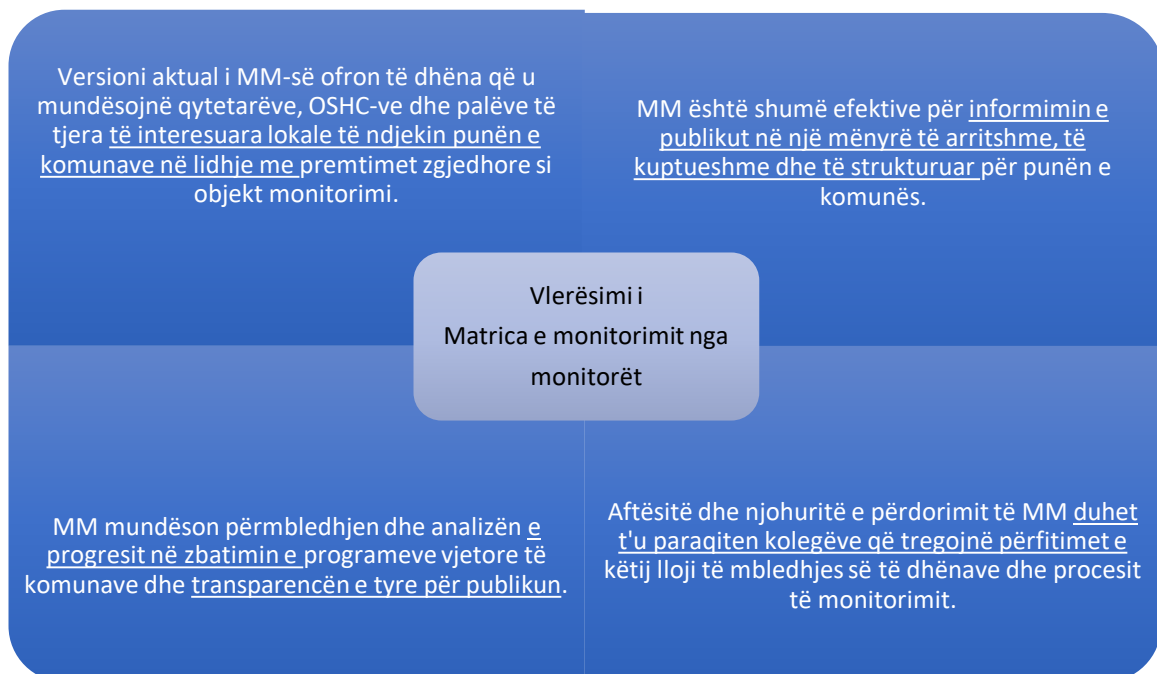 Versioni aktual i MM-së ofron të dhëna që u
mundësojnë qytetarëve, OSHC-ve dhe palëve të
tjera të interesuara lokale të ndjekin punën e
komunave në lidhje me premtimet zgjedhore si
objekt monitorimi.
MM është shumë efektive për informimin e
publikut në një mënyrë të arritshme, të
kuptueshme dhe të strukturuar për punën e
komunës.
Vlerësimi i
Matrica e monitorimit nga
monitorët
MM mundëson përmbledhjen dhe analizën e
progresit në zbatimin e programeve vjetore të
komunave dhe transparencën e tyre për publikun.
Aftësitë dhe njohuritë e përdorimit të MM duhet
t'u paraqiten kolegëve që tregojnë përfitimet e
këtij lloji të mbledhjes së të dhënave dhe procesit
të monitorimit.